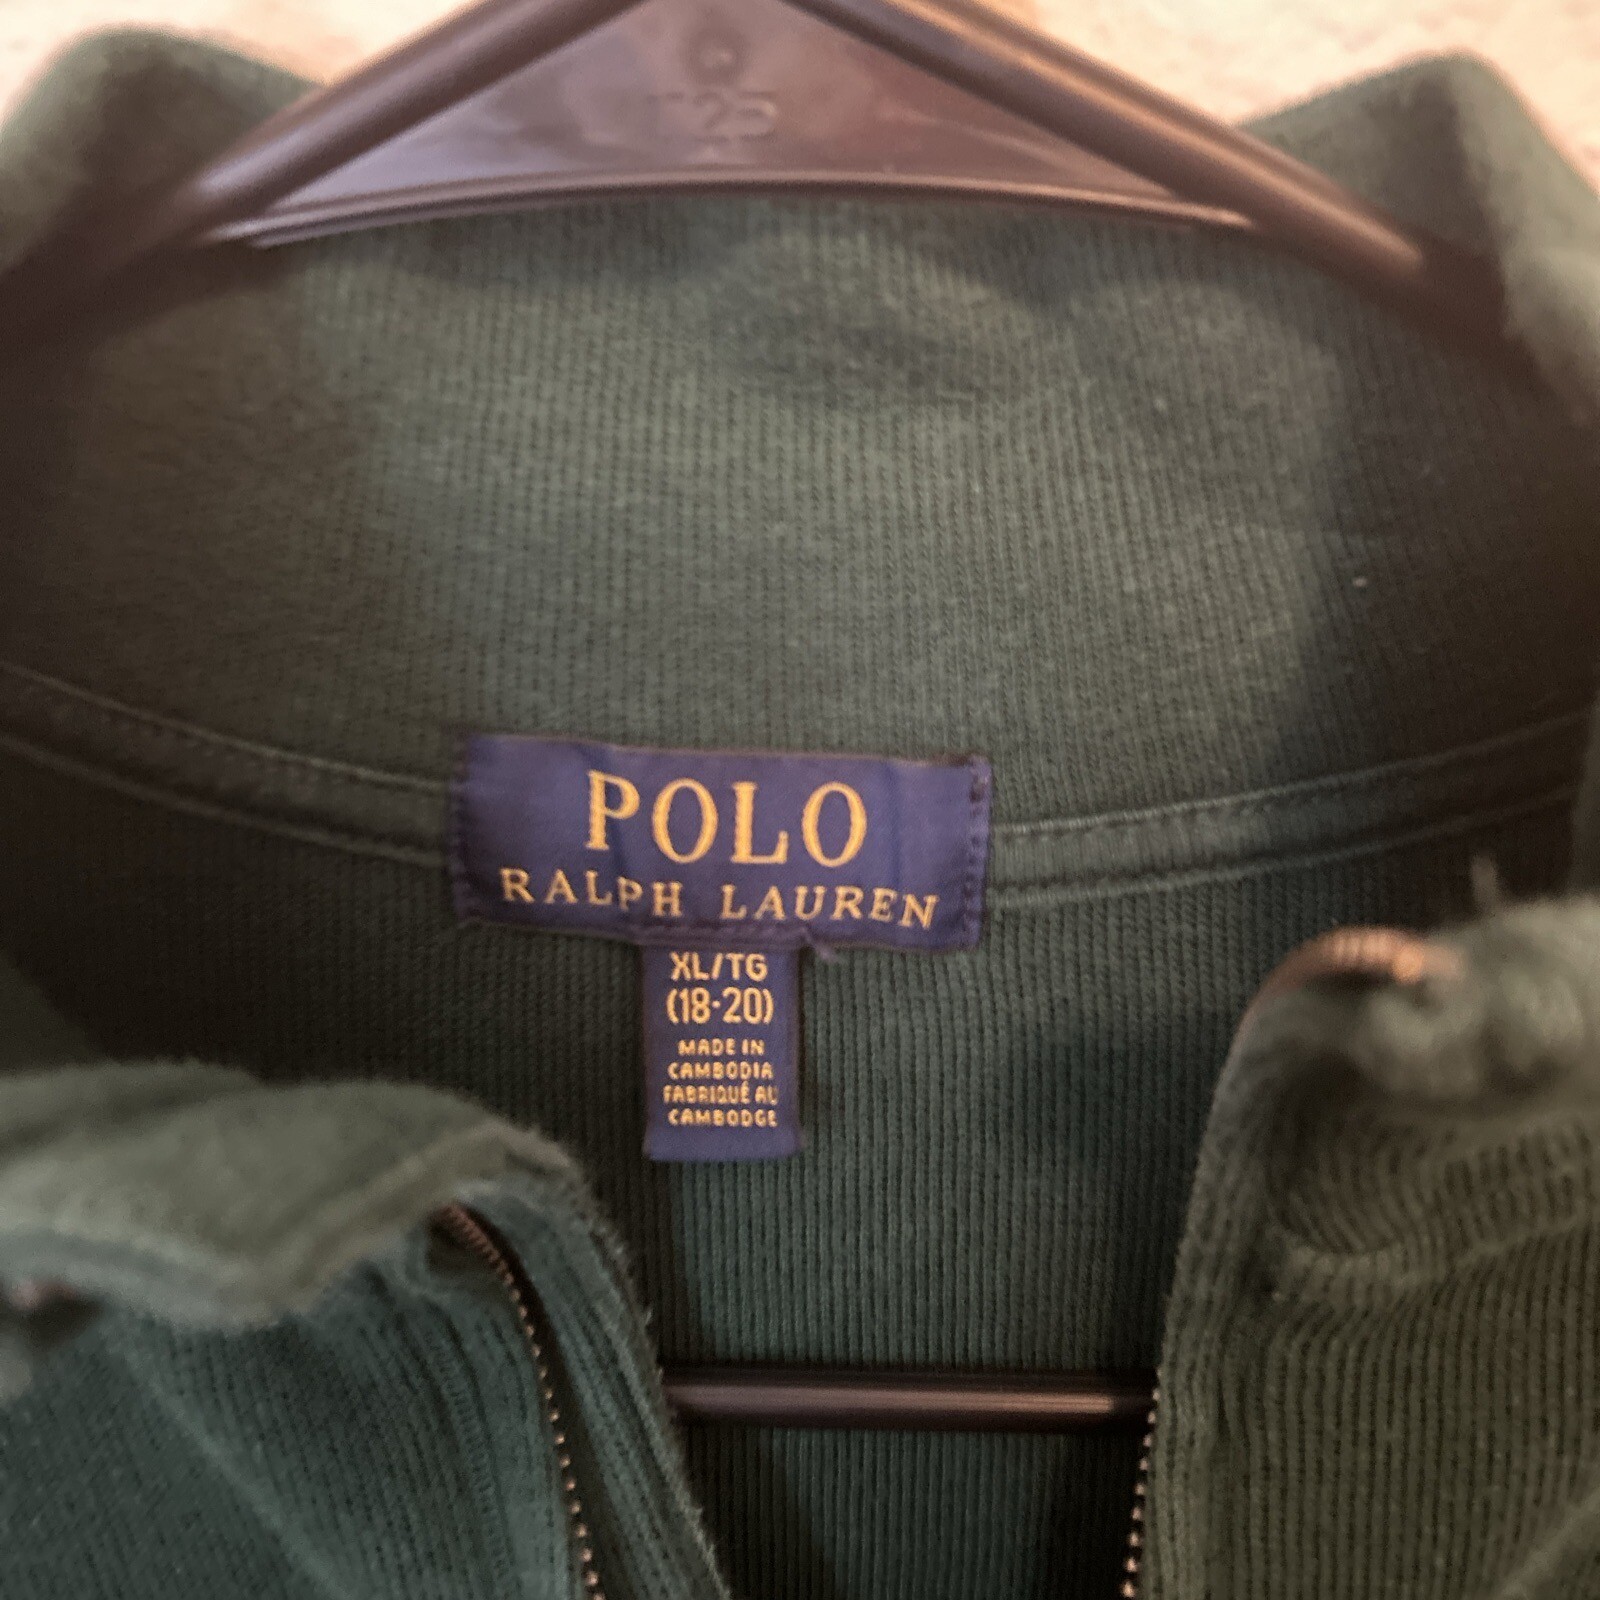 POLO
RALPH LAUREN
XL/TG
(18-20)
MADE IN
CAMBODIA
FABRIQUÉ AU
CAMBODGE